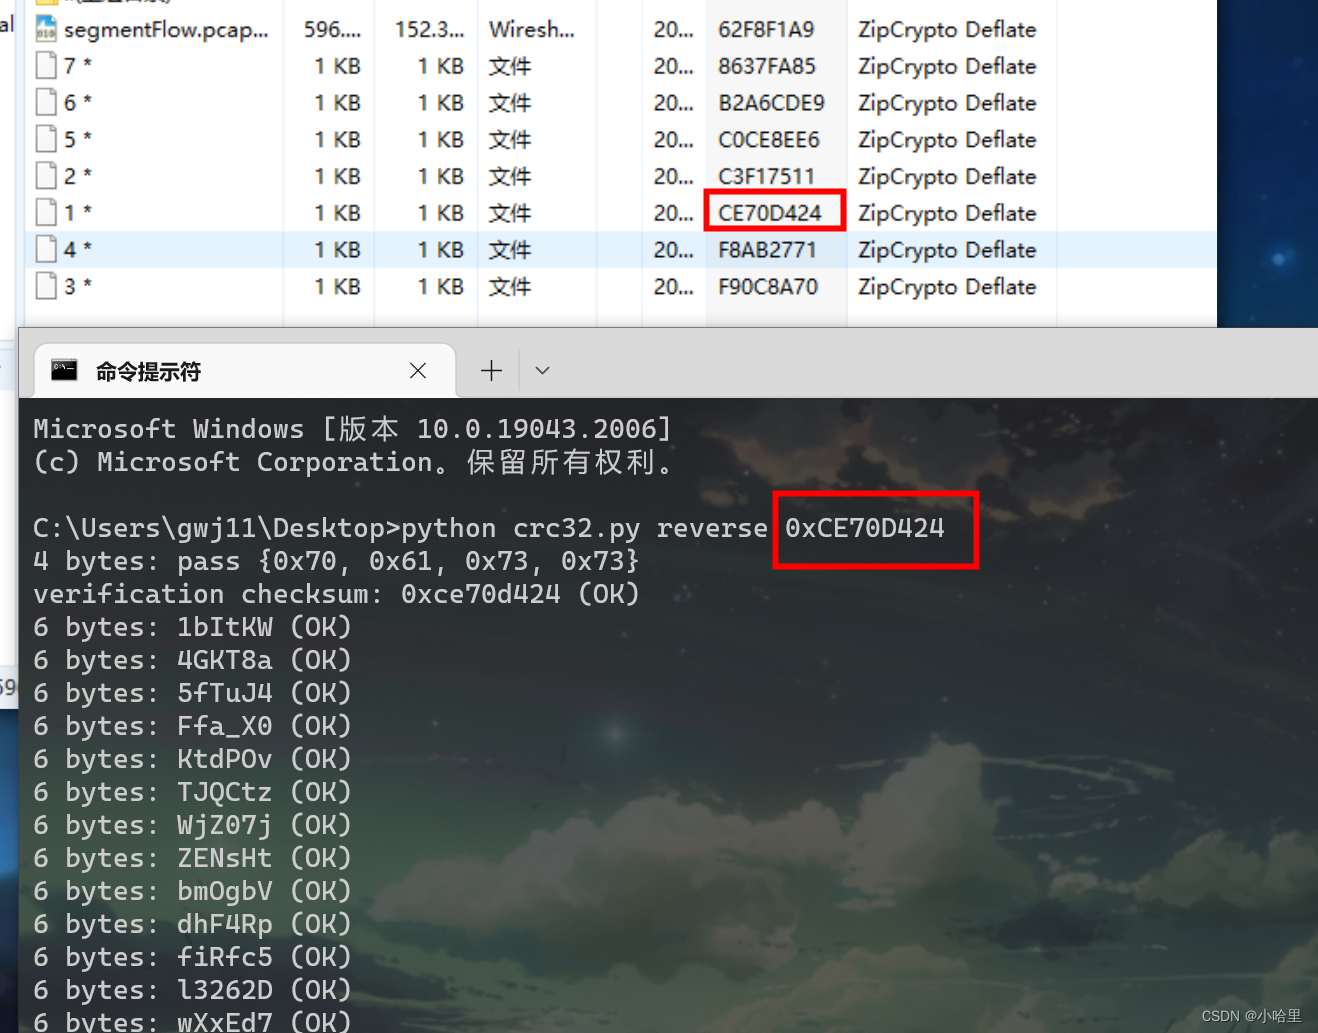 al
segmentFlow.pcap... 596.... 152.3... Wiresh... 20... 62F8F1A9 ZipCrypto Deflate
7 * 1 KB 1 KB 文件 20... 8637FA85 ZipCrypto Deflate
6 * 1 KB 1 KB 文件 20... B2A6CDE9 ZipCrypto Deflate
5 * 1 KB 1 KB 文件 20... C0CE8EE6 ZipCrypto Deflate
2 * 1 KB 1 KB 文件 20... C3F17511 ZipCrypto Deflate
1 * 1 KB 1 KB 文件 20... CE70D424 ZipCrypto Deflate
4 * 1 KB 1 KB 文件 20... F8AB2771 ZipCrypto Deflate
3 * 1 KB 1 KB 文件 20... F90C8A70 ZipCrypto Deflate
命令提示符
Microsoft Windows [版本 10.0.19043.2006]
(c) Microsoft Corporation。保留所有权利。
C:\Users\gwj11\Desktop>python crc32.py reverse 0xCE70D424
4 bytes: pass {0x70, 0x61, 0x73, 0x73}
verification checksum: 0xce70d424 (OK)
6 bytes: 1bItKW (OK)
6 bytes: 4GKT8a (OK)
59
6 bytes: 5fTuJ4 (OK)
6 bytes: Ffa_X0 (OK)
6 bytes: KtdPOv (OK)
6 bytes: TJQCtz (OK)
6 bytes: WjZ07j (OK)
6 bytes: ZENsHt (OK)
6 bytes: bmOgbV (OK)
6 bytes: dhF4Rp (OK)
6 bytes: fiRfc5 (OK)
6 bytes: l3262D (OK)
6 bytes: wXxEd7 (OK)
CSDN @小哈里